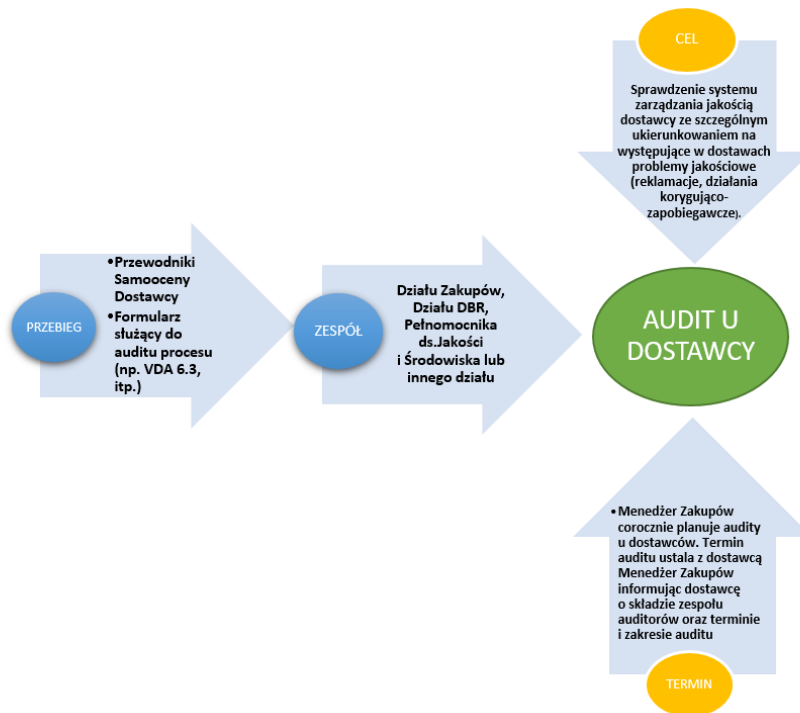 CEL
Sprawdzenie systemu
zarządzania jakością
dostawcy ze szczególnym
ukierunkowaniem na
występujące w dostawach
problemy jakościowe
(reklamacje, działania
korygująco-
zapobiegawcze).
PRZEBIEG
•Przewodniki
Samooceny
Dostawcy
•Formularz
służący do
auditu procesu
(np. VDA 6.3,
itp.)
ZESPÓŁ
Działu Zakupów,
Działu DBR,
Pełnomocnika
ds.Jakości
i Środowiska lub
innego działu
AUDIT U
DOSTAWCY
•Menedżer Zakupów
corocznie planuje audity
u dostawców. Termin
auditu ustala z dostawcą
Menedżer Zakupów
informując dostawcę
o składzie zespołu
auditorów oraz terminie
i zakresie auditu
TERMIN